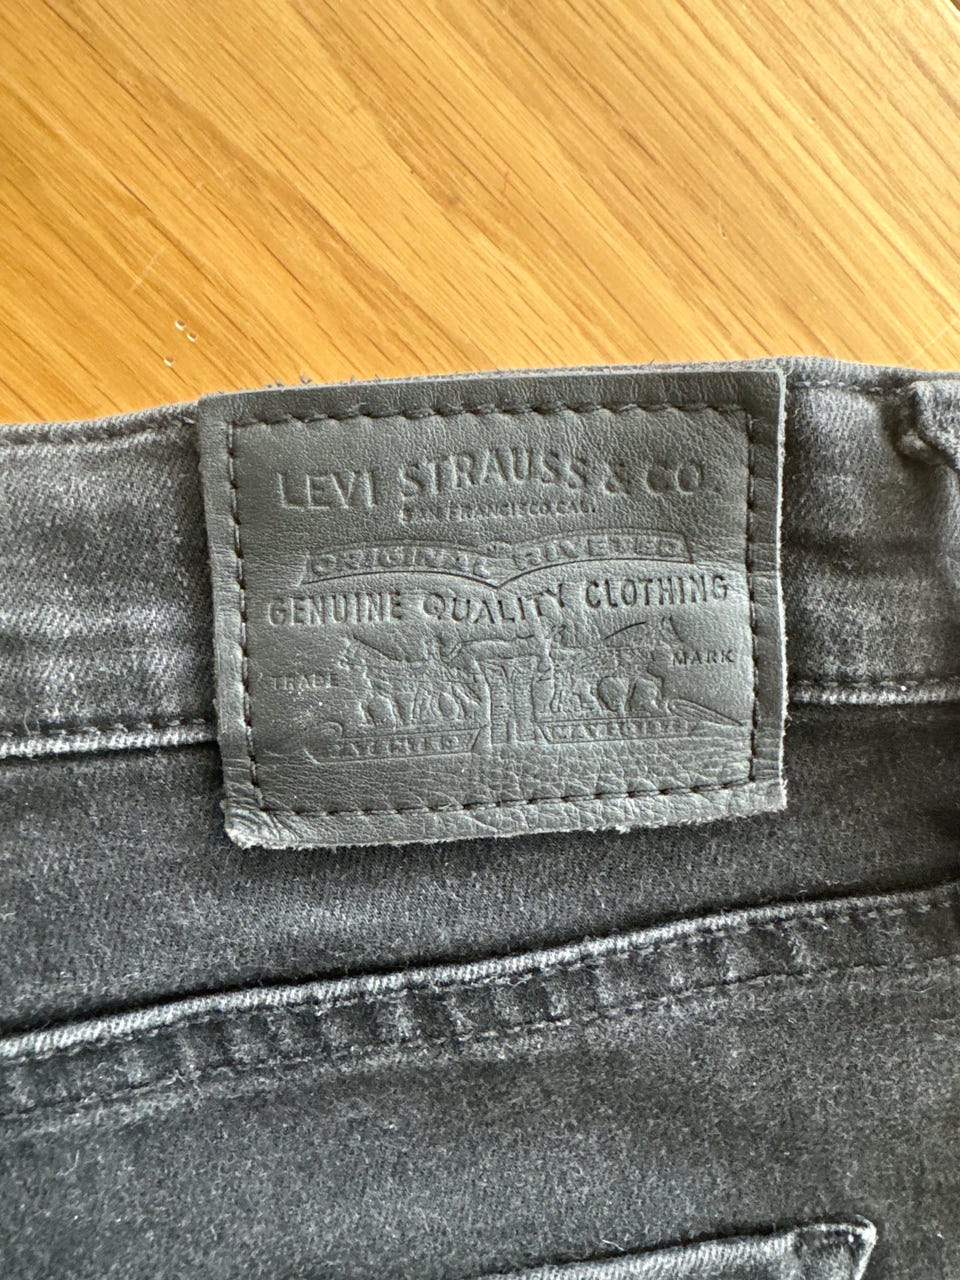 LEVI STRAUSS & CO.
SAN FRANCISCO, CAL.
ORIGINAL RIVETED
GENUINE QUALITY CLOTHING
TRADE MARK
PATENTED